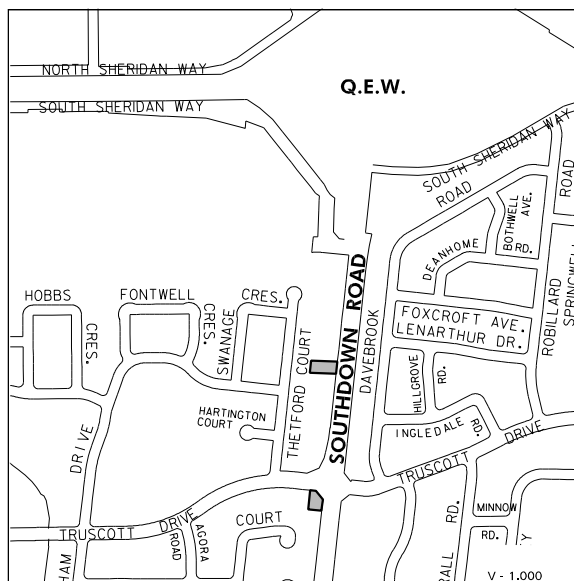 NORTH SHERIDAN WAY
Q.E.W.
SOUTH SHERIDAN WAY
SOUTH SHERIDAN WAY
ROAD
BOTHWELL AVE.
ROAD
DEANHOME
RD.
HOBBS
FONTWELL
CRES.
CRES.
CRES.
SWANAGE
THETFORD COURT
SOUTHDOWN ROAD
DAVEBROOK
FOXCROFT AVE.
LENARTHUR DR.
ROBILLARD
SPRINGWELL
HILLGROVE
RD.
HARTINGTON
COURT
INGLEDALE
RD.
DRIVE
TRUSCOTT
DRIVE
TRUSCOTT
DRIVE
ROAD
AGORA
COURT
RD.
MINNOW
RD.
V - 1,000